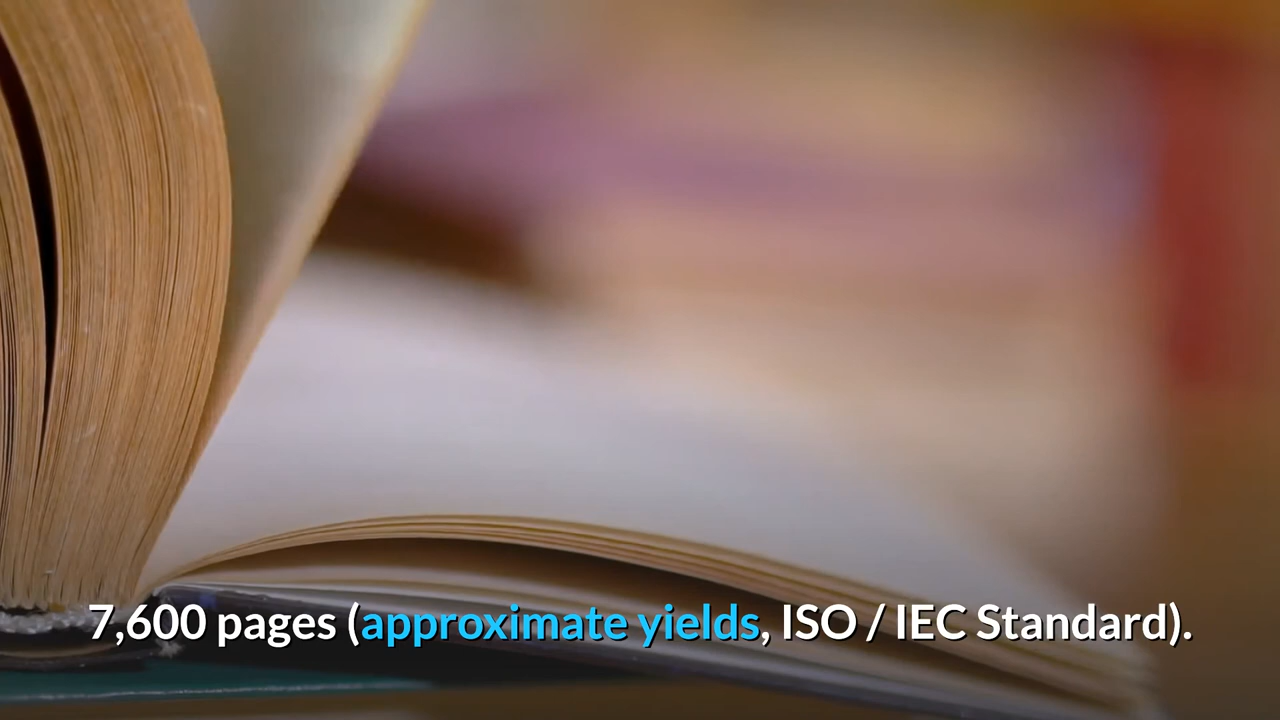 7,600 pages (approximate yields, ISO / IEC Standard).